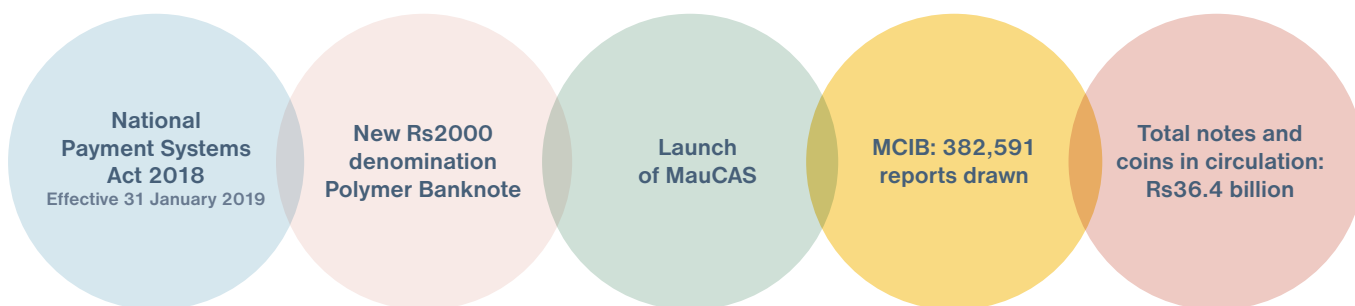 National
Payment Systems
Act 2018
Effective 31 January 2019
New Rs2000
denomination
Polymer Banknote
Launch
of MauCAS
MCIB: 382,591
reports drawn
Total notes and
coins in circulation:
Rs36.4 billion